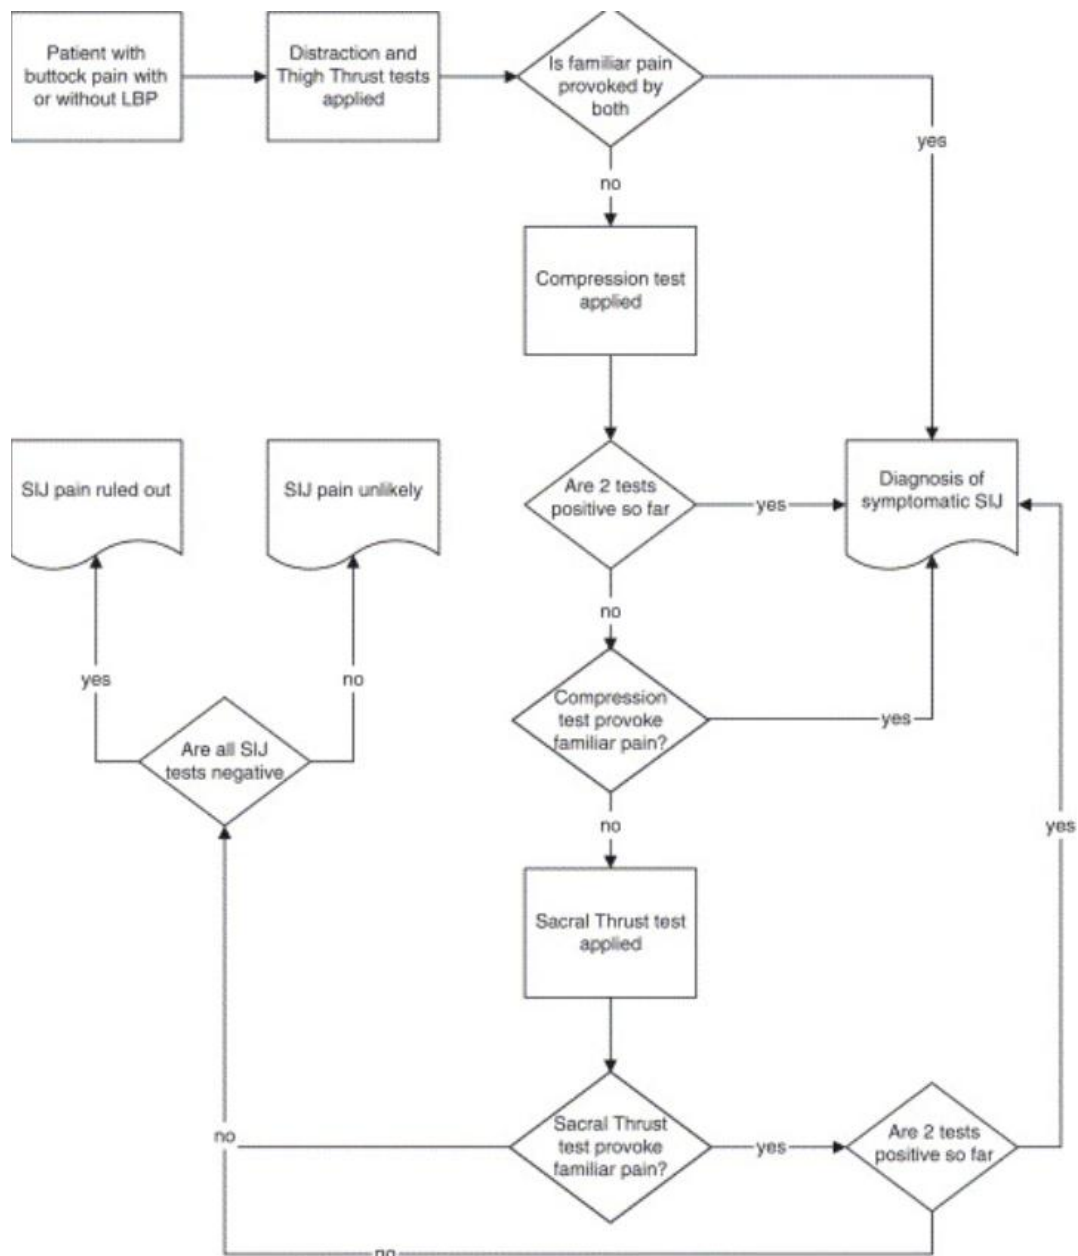 Patient with
buttock pain with
or without LBP
Distraction and
Thigh Thrust tests
applied
Is familiar pain
provoked by
both
yes
no
Compression test
applied
SIJ pain ruled out
SIJ pain unlikely
Are 2 tests
positive so far
yes
Diagnosis of
symptomatic SIJ
no
yes
no
Compression
test provoke
familiar pain?
yes
Are all SIJ
tests negative
no
yes
Sacral Thrust test
applied
no
Sacral Thrust
test provoke
familiar pain?
yes
Are 2 tests
positive so far
no